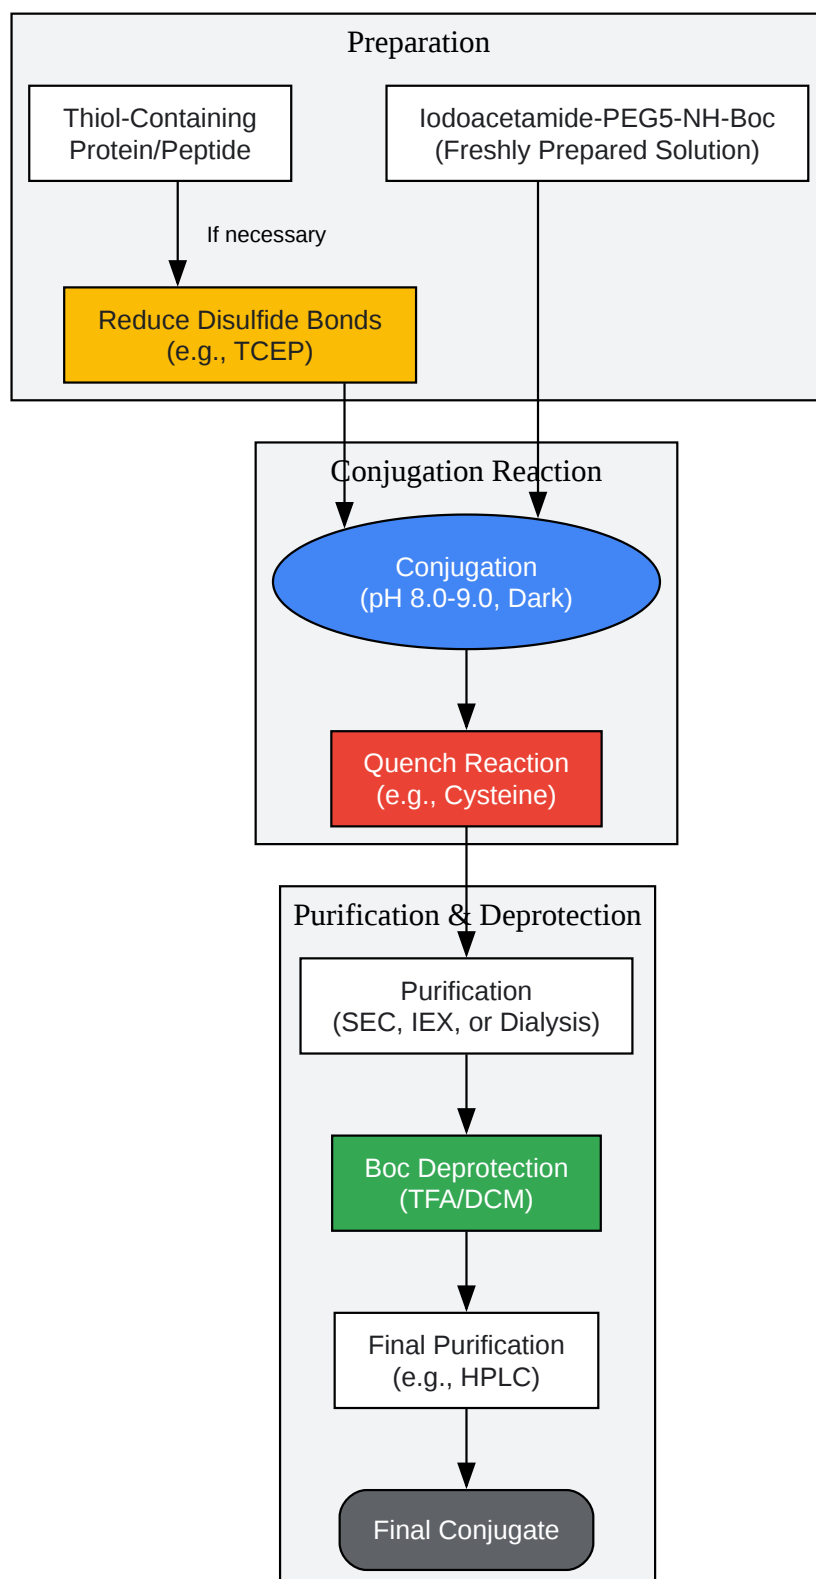 Preparation
Thiol-Containing
Protein/Peptide
Iodoacetamide-PEG5-NH-Boc
(Freshly Prepared Solution)
If necessary
Reduce Disulfide Bonds
(e.g., TCEP)
Conjugation Reaction
Conjugation
(pH 8.0-9.0, Dark)
Quench Reaction
(e.g., Cysteine)
Purification & Deprotection
Purification
(SEC, IEX, or Dialysis)
Boc Deprotection
(TFA/DCM)
Final Purification
(e.g., HPLC)
Final Conjugate